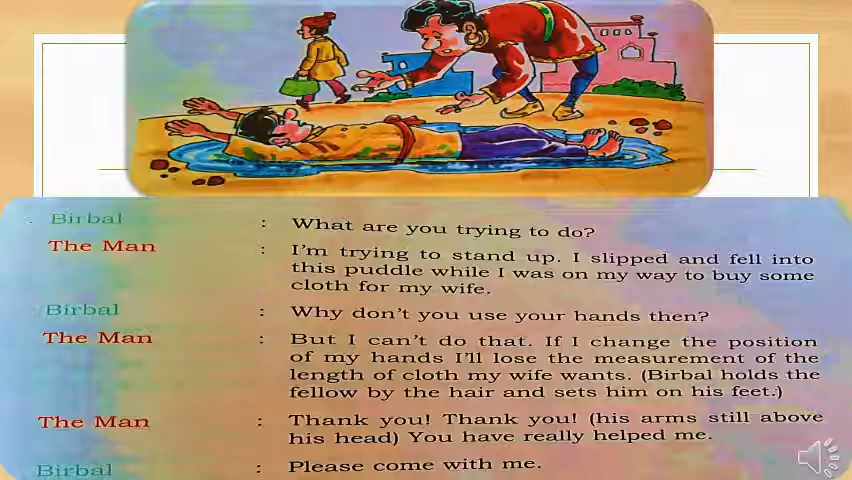 Birbal : What are you trying to do?
The Man : I'm trying to stand up. I slipped and fell into
this puddle while I was on my way to buy some
cloth for my wife.
Birbal : Why don't you use your hands then?
The Man : But I can't do that. If I change the position
of my hands I'll lose the measurement of the
length of cloth my wife wants. (Birbal holds the
fellow by the hair and sets him on his feet.)
The Man : Thank you! Thank you! (his arms still above
his head) You have really helped me.
Birbal : Please come with me.